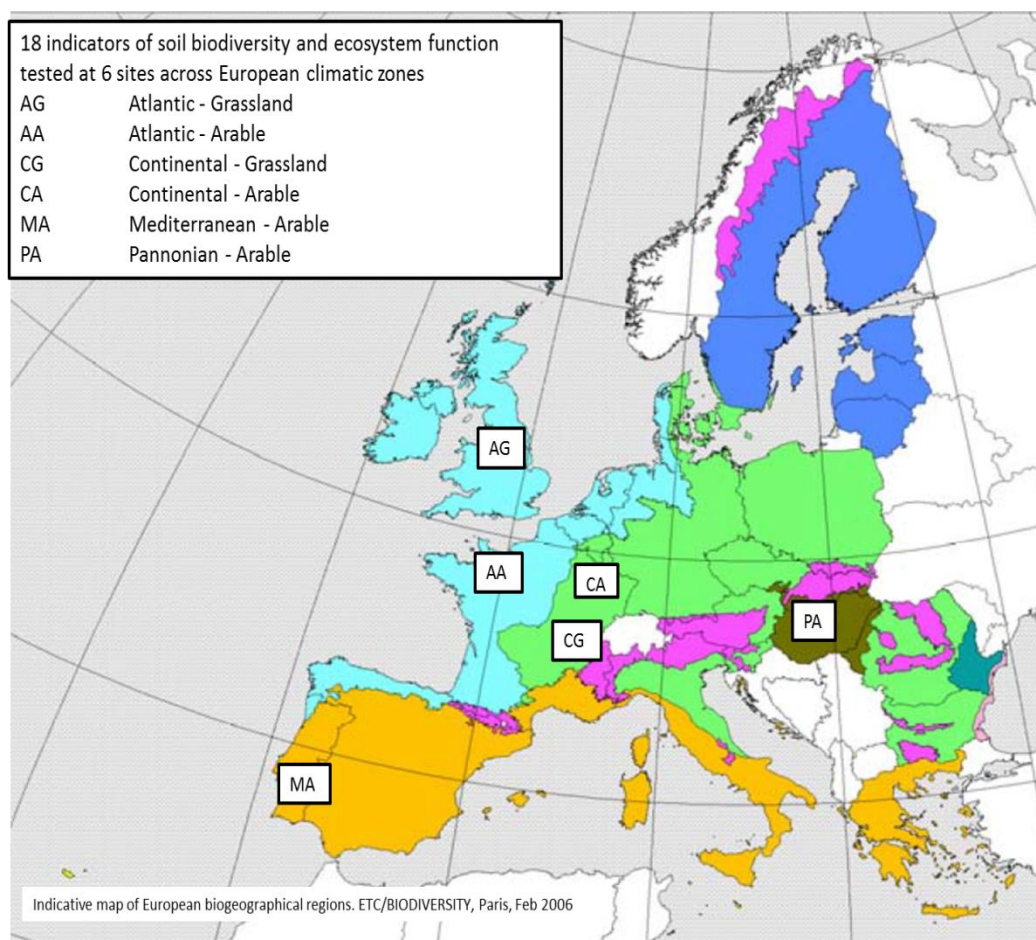 18 indicators of soil biodiversity and ecosystem function
tested at 6 sites across European climatic zones
AG Atlantic - Grassland
AA Atlantic - Arable
CG Continental - Grassland
CA Continental - Arable
MA Mediterranean - Arable
PA Pannonian - Arable
AG
AA
CA
CG
PA
MA
Indicative map of European biogeographical regions. ETC/BIODIVERSITY, Paris, Feb 2006